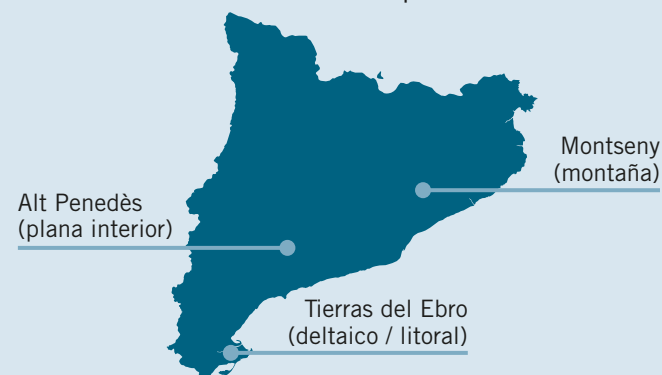 Montseny
(montaña)
Alt Penedès
(plana interior)
Tierras del Ebro
(deltaico / litoral)